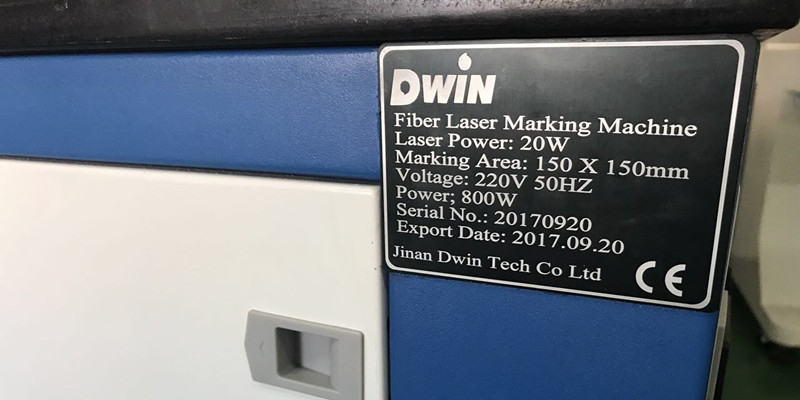 DWIN
Fiber Laser Marking Machine
Laser Power: 20W
Marking Area: 150 X 150mm
Voltage: 220V 50HZ
Power; 800W
Serial No.: 20170920
Export Date: 2017.09.20
Jinan Dwin Tech Co Ltd
CE